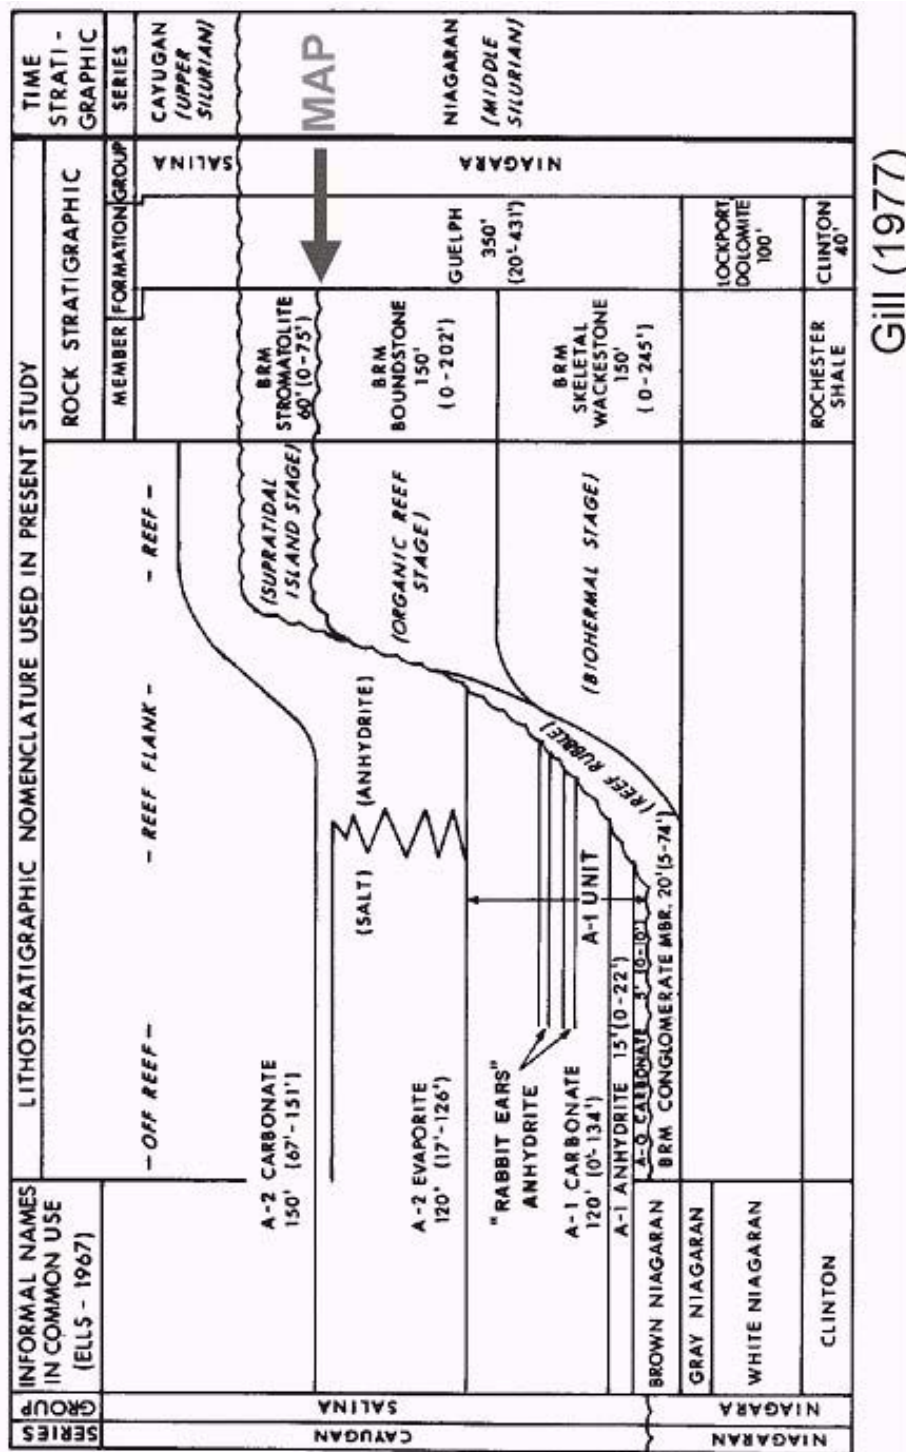 TIME
STRATI-
GRAPHIC
SERIES
CAYUGAN
(UPPER
SILURIAN)
MAP
NIAGARAN
(MIDDLE
SILURIAN)
LITHOSTRATIGRAPHIC NOMENCLATURE USED IN PRESENT STUDY
ROCK STRATIGRAPHIC
MEMBER
FORMATION
GROUP
SALINA
NIAGARA
GUELPH
350'
(20'-431')
LOCKPORT
DOLOMITE
100'
CLINTON
40'
BRM
STROMATOLITE
60' (0-75')
BRM
BOUNDSTONE
150'
(0-202')
BRM
SKELETAL
WACKESTONE
150'
(0-245')
ROCHESTER
SHALE
-OFF REEF-
- REEF FLANK -
- REEF -
(SUPRATIDAL
ISLAND STAGE)
(ORGANIC REEF
STAGE)
(BIOHERMAL STAGE)
(REEF RUBBLE)
(ANHYDRITE)
(SALT)
A-1 UNIT
A-2 CARBONATE
150' (67'-151')
A-2 EVAPORITE
120' (17'-126')
"RABBIT EARS"
ANHYDRITE
A-1 CARBONATE
120' (0'-134')
A-1 ANHYDRITE 15' (0-22')
A-0 CARBONATE 5'
BRM CONGLOMERATE MBR. 20' (5-74')
INFORMAL NAMES
IN COMMON USE
(ELLS - 1967)
BROWN NIAGARAN
GRAY NIAGARAN
WHITE NIAGARAN
CLINTON
GROUP
SALINA
NIAGARA
SERIES
CAYUGAN
NIAGARAN
Gill (1977)